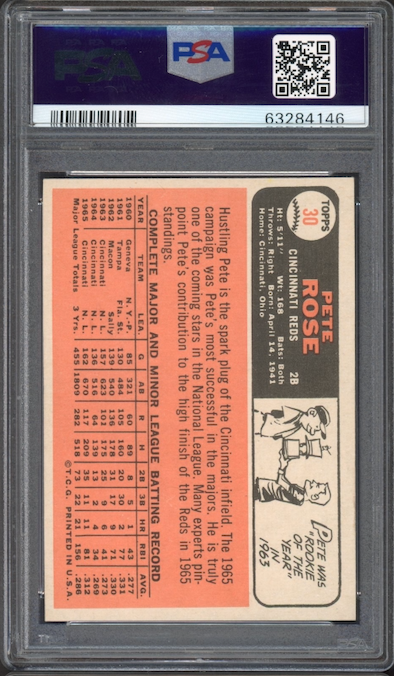 PSA
PSA
63284146
TOPPS
30
PETE
ROSE
CINCINNATI REDS 2B
Ht: 5'11" Wt: 168 Bats: Both
Throws: Right Born: April 14, 1941
Home: Cincinnati, Ohio
PETE WAS
"ROOKIE
OF THE
YEAR"
IN
1963
Hustling Pete is the spark plug of the Cincinnati infield. The 1965
campaign was Pete's most successful in the majors. He is truly
one of the coming stars in the National League. Many experts pin-
point Pete's contribution to the high finish of the Reds in 1965
standings.
COMPLETE MAJOR AND MINOR LEAGUE BATTING RECORD
YEAR TEAM LEA. G AB R H 2B 3B HR RBI AVG.
1960 Geneva N.Y.-P. 85 321 60 89 8 5 1 43 .277
1961 Tampa Fla. St. 130 484 105 160 20 30 2 77 .331
1962 Macon Sally 139 540 136 178 31 17 9 71 .330
1963 Cincinnati N. L. 157 623 101 170 25 9 6 41 .273
1964 Cincinnati N. L. 136 516 64 139 13 2 4 34 .269
1965 Cincinnati N. L. 162 670 117 209 35 11 11 81 .312
Major League Totals 3 Yrs. 455 1809 282 518 73 22 21 156 .286
© T.C.G. PRINTED IN U.S.A.